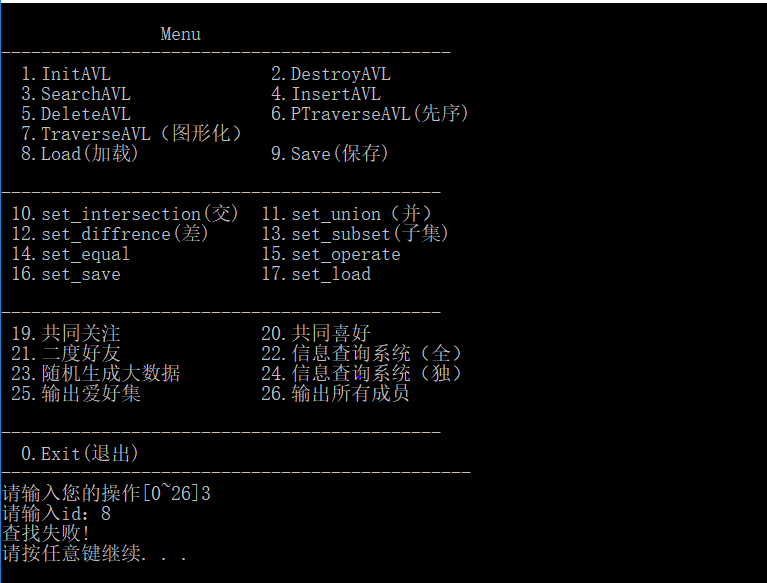 Menu
-------------------------------------------------
1.InitAVL 2.DestroyAVL
3.SearchAVL 4.InsertAVL
5.DeleteAVL 6.PTraverseAVL(先序)
7.TraverseAVL（图形化）
8.Load(加载) 9.Save(保存)
------------------------------------------------
10.set_intersection(交) 11.set_union（并）
12.set_diffrence(差) 13.set_subset(子集)
14.set_equal 15.set_operate
16.set_save 17.set_load
------------------------------------------------
19.共同关注 20.共同喜好
21.二度好友 22.信息查询系统（全）
23.随机生成大数据 24.信息查询系统（独）
25.输出爱好集 26.输出所有成员
------------------------------------------------
0.Exit(退出)
---------------------------------------------------
请输入您的操作[0~26]3
请输入id：8
查找失败!
请按任意键继续. . .